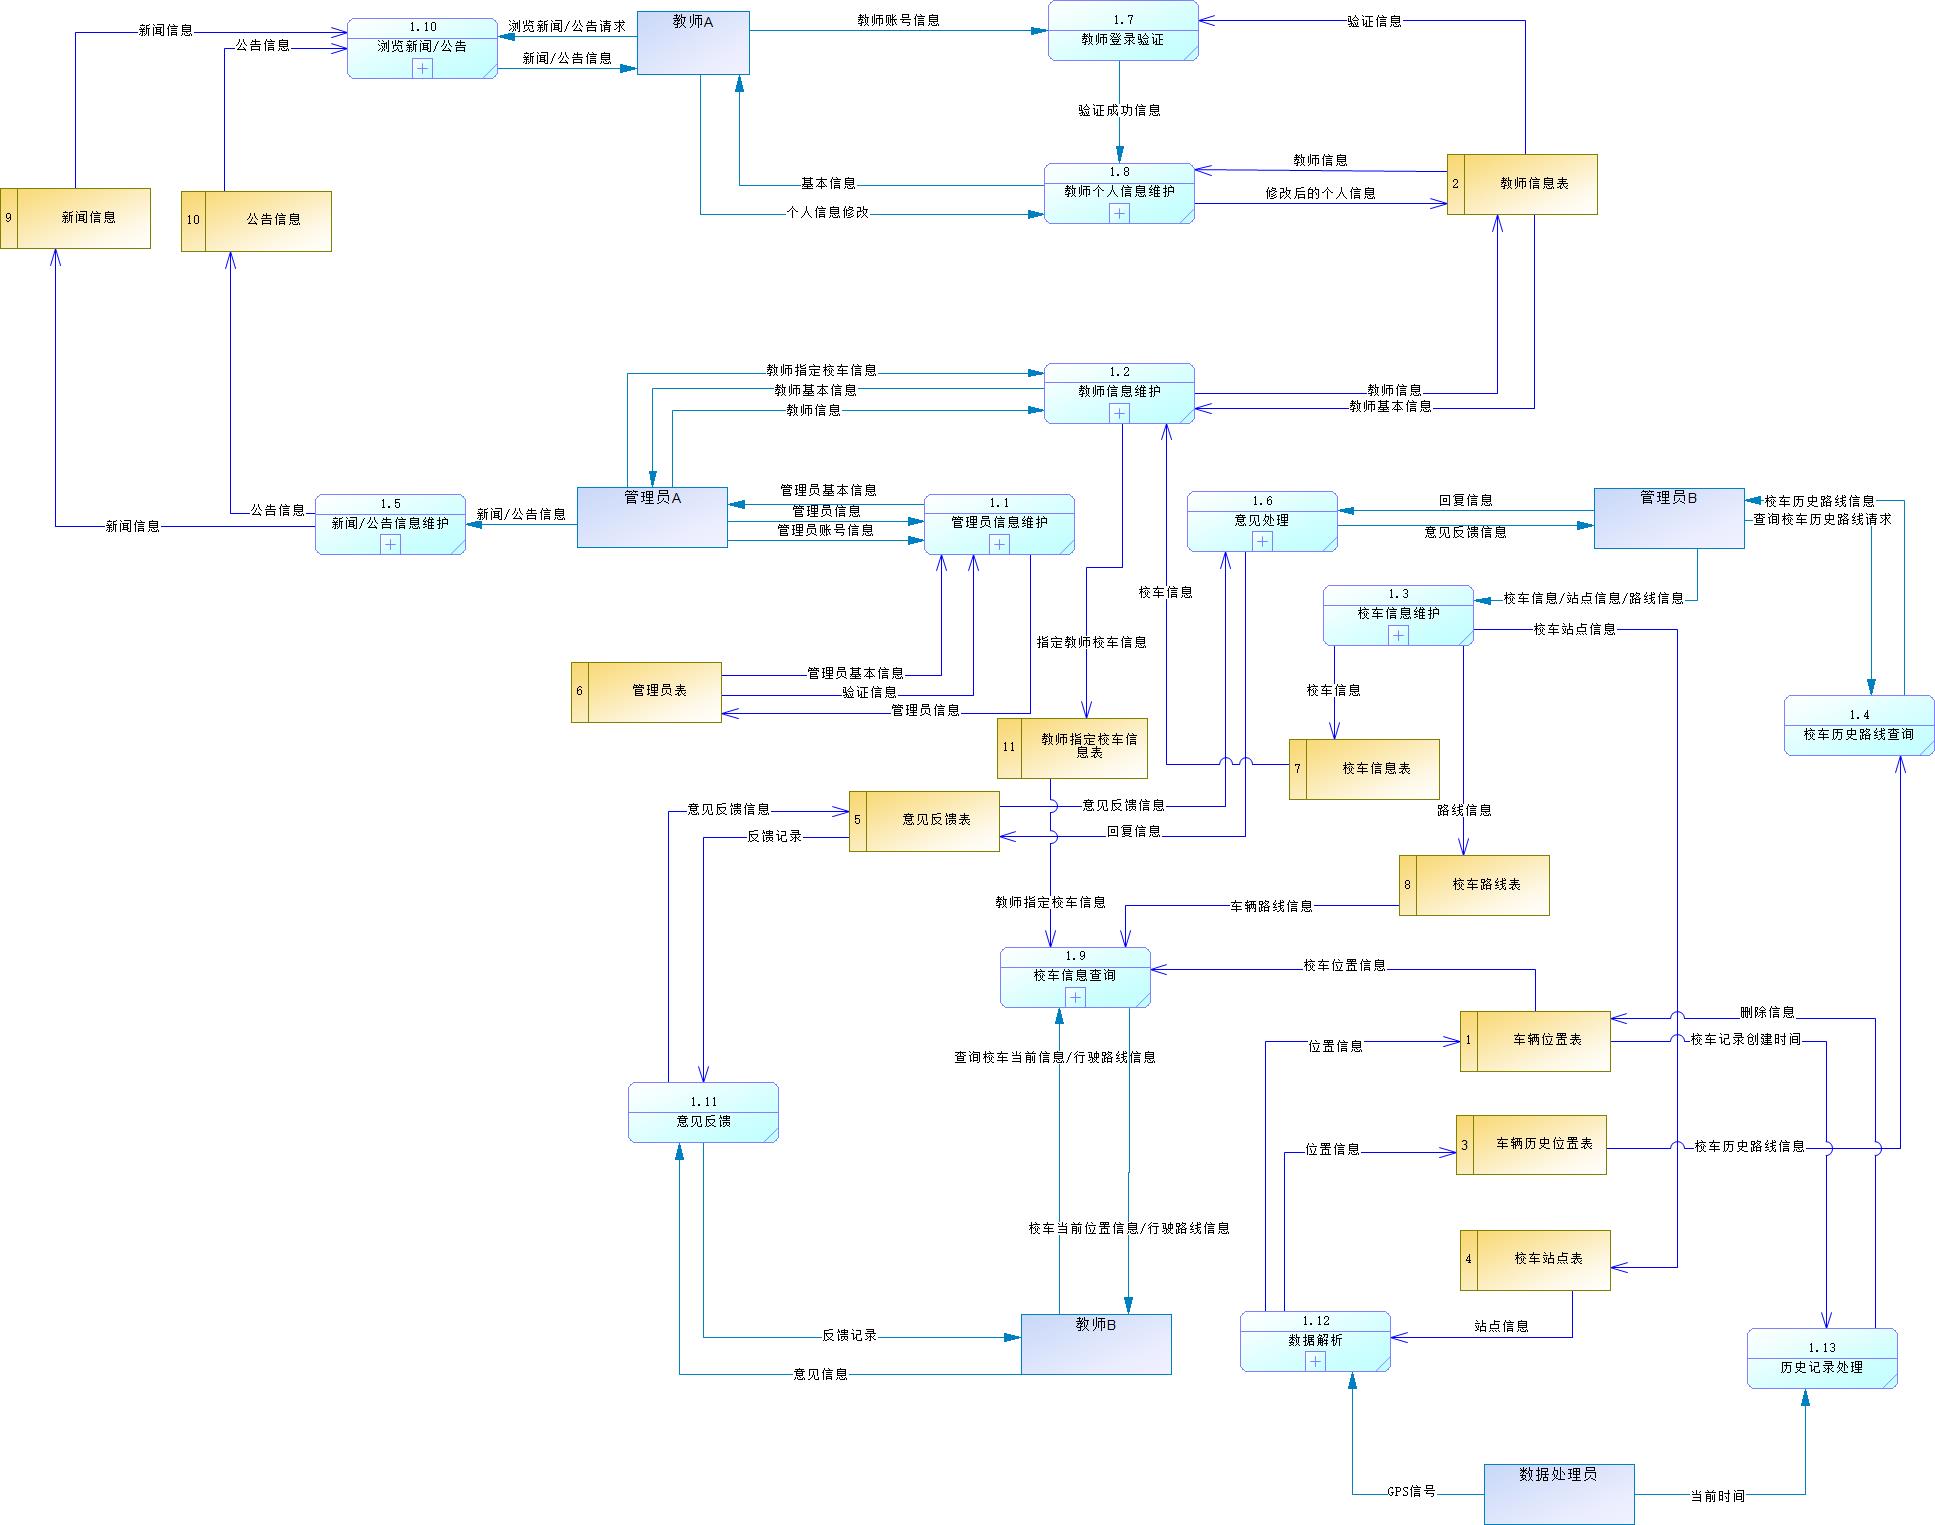 新闻信息
公告信息
1.10
浏览新闻/公告
浏览新闻/公告请求
新闻/公告信息
教师A
教师账号信息
1.7
教师登录验证
验证信息
验证成功信息
基本信息
个人信息修改
1.8
教师个人信息维护
教师信息
修改后的个人信息
2
教师信息表
9
新闻信息
10
公告信息
教师指定校车信息
教师基本信息
教师信息
1.2
教师信息维护
教师信息
教师基本信息
新闻信息
公告信息
1.5
新闻/公告信息维护
新闻/公告信息
管理员A
管理员基本信息
管理员信息
管理员账号信息
1.1
管理员信息维护
1.6
意见处理
回复信息
意见反馈信息
管理员B
校车历史路线信息
查询校车历史路线请求
校车信息
指定教师校车信息
1.3
校车信息维护
校车信息/站点信息/路线信息
校车站点信息
6
管理员表
管理员基本信息
验证信息
管理员信息
校车信息
1.4
校车历史路线查询
11
教师指定校车信
息表
7
校车信息表
意见反馈信息
反馈记录
5
意见反馈表
意见反馈信息
回复信息
路线信息
8
校车路线表
教师指定校车信息
车辆路线信息
1.9
校车信息查询
校车位置信息
查询校车当前信息/行驶路线信息
位置信息
1
车辆位置表
删除信息
校车记录创建时间
1.11
意见反馈
位置信息
3
车辆历史位置表
校车历史路线信息
校车当前位置信息/行驶路线信息
4
校车站点表
反馈记录
意见信息
教师B
1.12
数据解析
站点信息
1.13
历史记录处理
GPS信号
数据处理员
当前时间